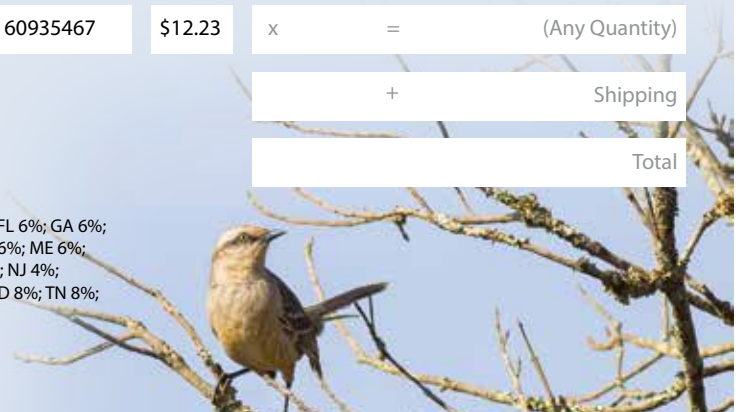 60935467 $12.23 x = (Any Quantity)
+ Shipping
Total
FL 6%; GA 6%;
6%; ME 6%;
; NJ 4%;
D 8%; TN 8%;